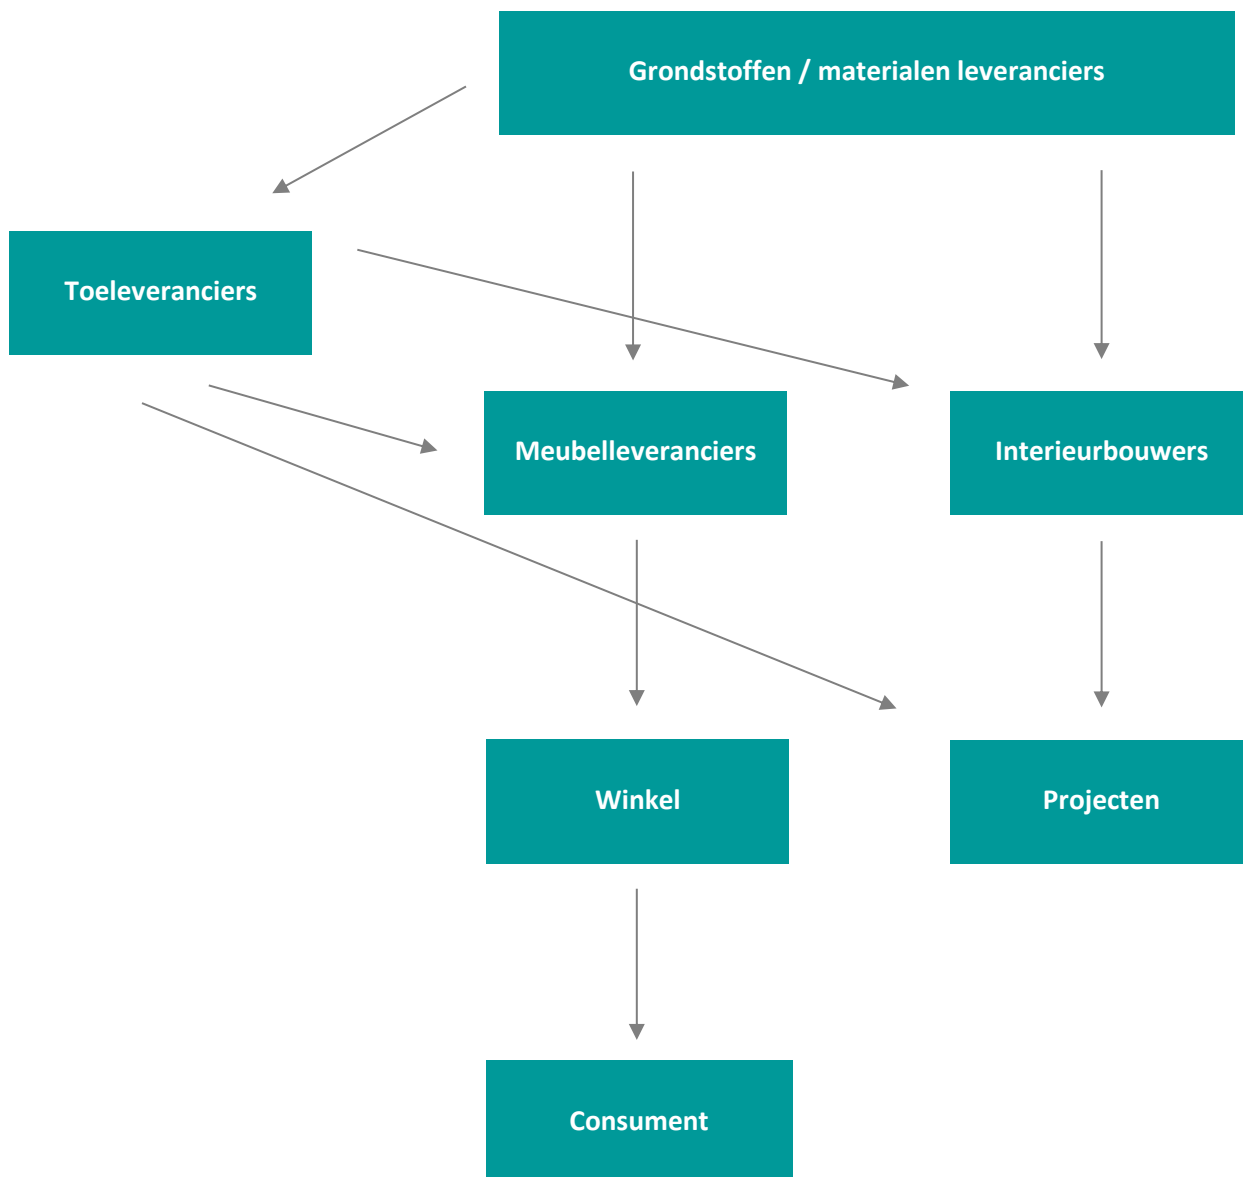 Grondstoffen / materialen leveranciers
Toeleveranciers
Meubelleveranciers
Interieurbouwers
Winkel
Projecten
Consument